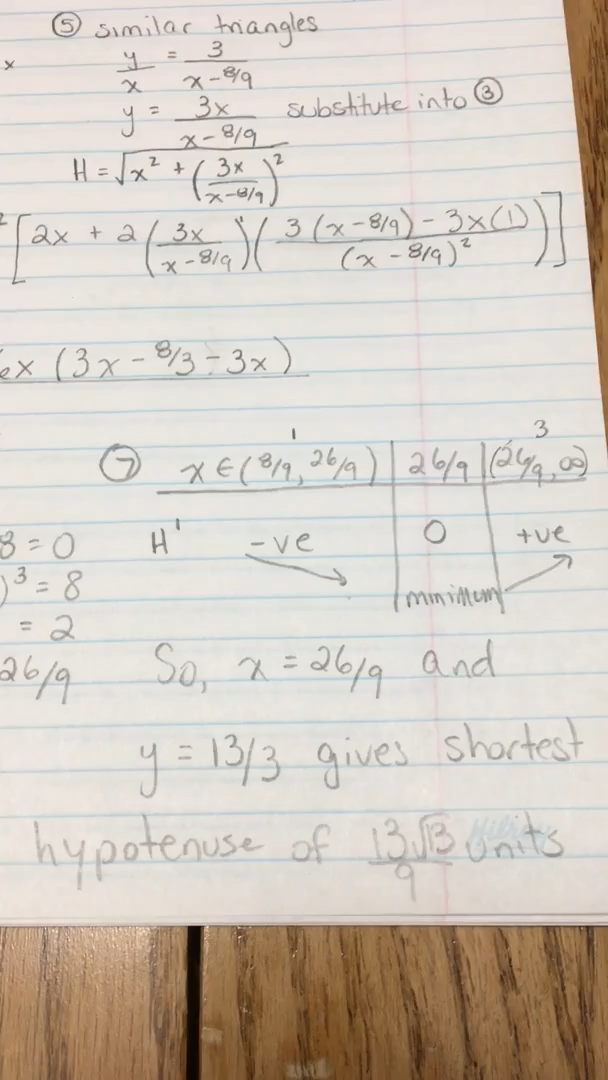 ⑤ similar triangles
x
y/x = 3/(x - 8/9)
y = 3x/(x - 8/9) substitute into ③
H = √(x² + (3x/(x-8/9))²)
² [2x + 2 (3x/(x - 8/9))' ((3 (x - 8/9) - 3x(1))/(x - 8/9)²)]
x (3x - 8/3 - 3x)
1 3
⑦ x ∈ (8/9, 26/9) | 26/9 | (26/9, ∞)
8 = 0 H' -ve 0 +ve
)³ = 8
minimum
= 2
26/9 So, x = 26/9 and
y = 13/3 gives shortest
hypotenuse of 13√13/9 units